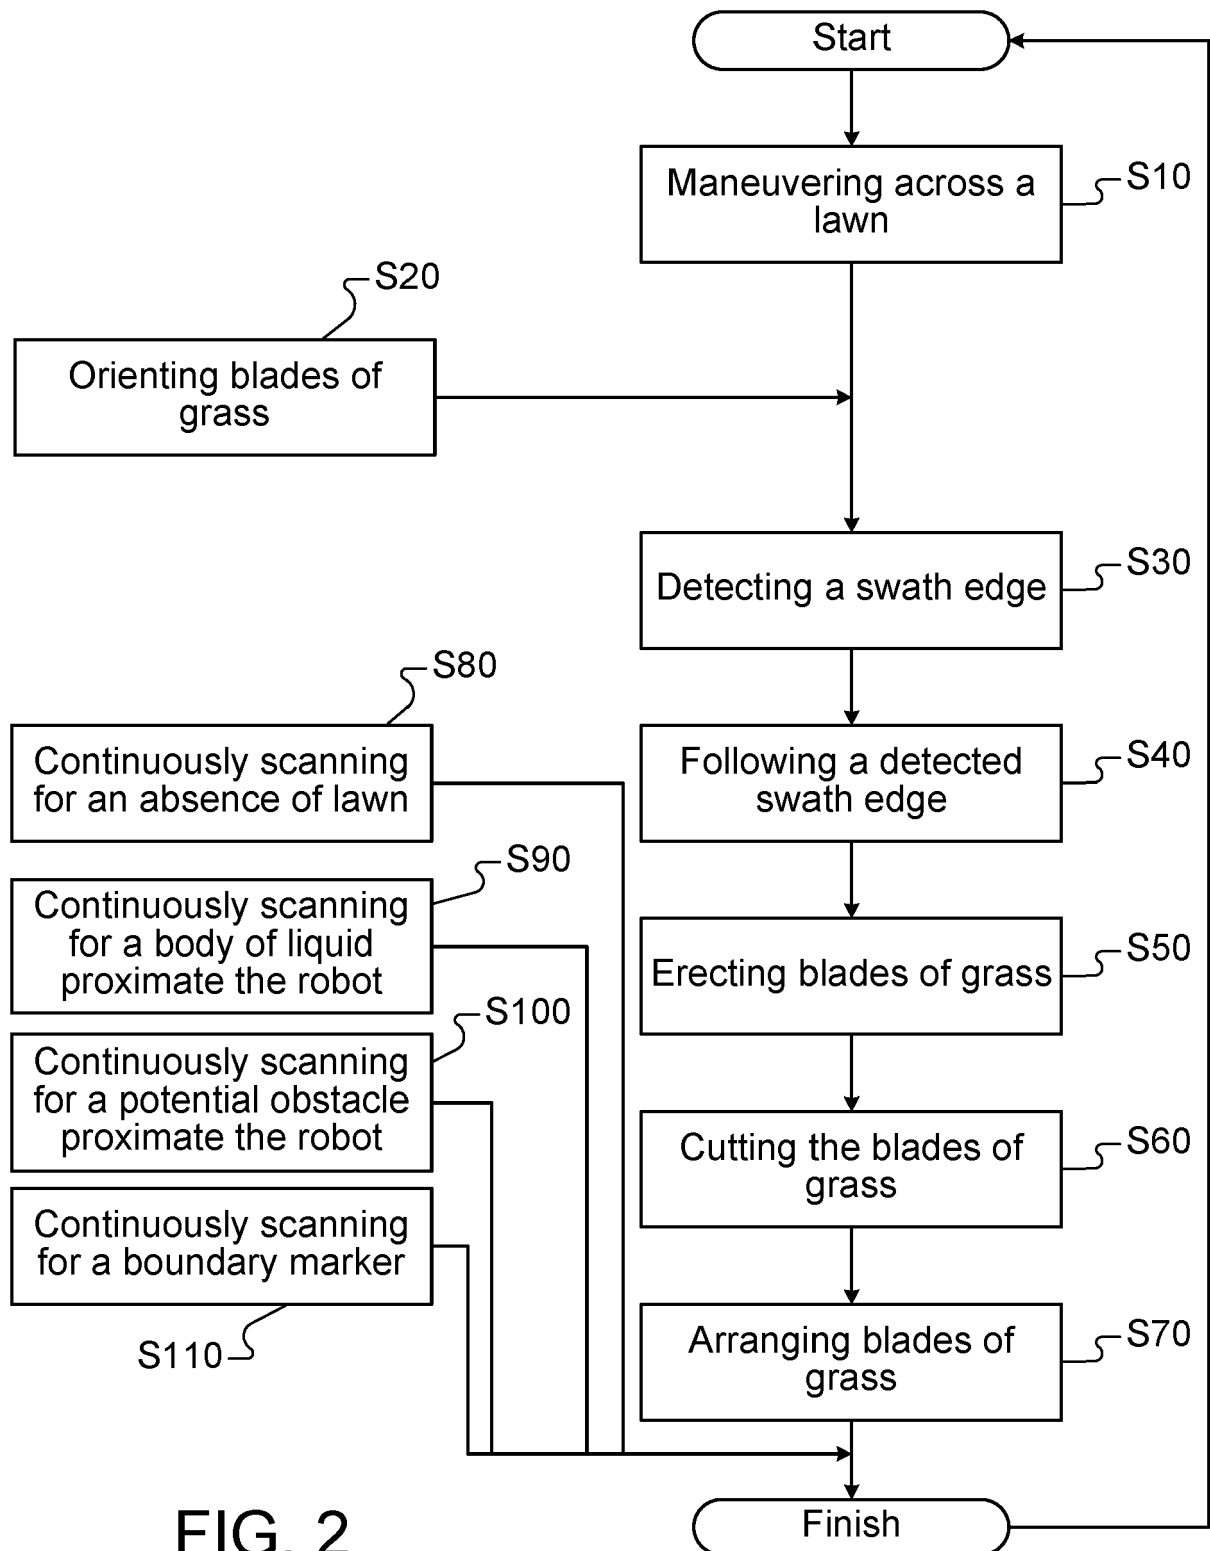 Start
Maneuvering across a
lawn
S10
S20
Orienting blades of
grass
Detecting a swath edge
S30
S80
Continuously scanning
for an absence of lawn
Following a detected
swath edge
S40
S90
Continuously scanning
for a body of liquid
proximate the robot
Erecting blades of grass
S50
S100
Continuously scanning
for a potential obstacle
proximate the robot
Cutting the blades of
grass
S60
Continuously scanning
for a boundary marker
S110
Arranging blades of
grass
S70
Finish
FIG. 2